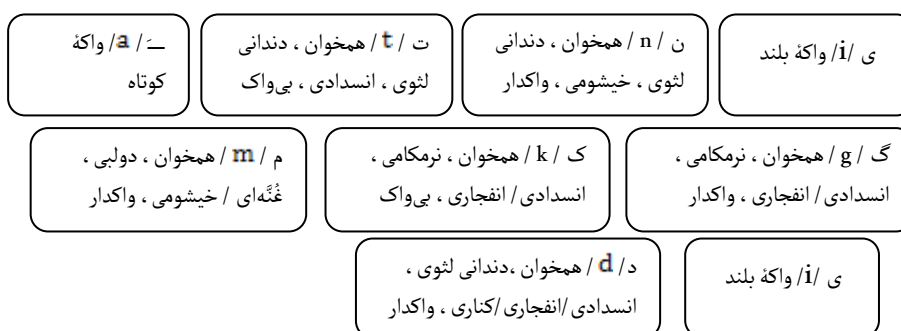 ی /i/ واکهٔ بلند
ن / n / همخوان ، دندانی
لثوی ، خیشومی ، واکدار
ت / t / همخوان ، دندانی
لثوی ، انسدادی ، بی‌واک
ـَ / a / واکهٔ
کوتاه
گ / g / همخوان ، نرمکامی ،
انسدادی / انفجاری ، واکدار
ک / k / همخوان ، نرمکامی ،
انسدادی / انفجاری ، بی‌واک
م / m / همخوان ، دولبی ،
غُنَّه‌ای / خیشومی ، واکدار
ی /i/ واکهٔ بلند
د/ d / همخوان ،دندانی لثوی ،
انسدادی /انفجاری /کناری ، واکدار